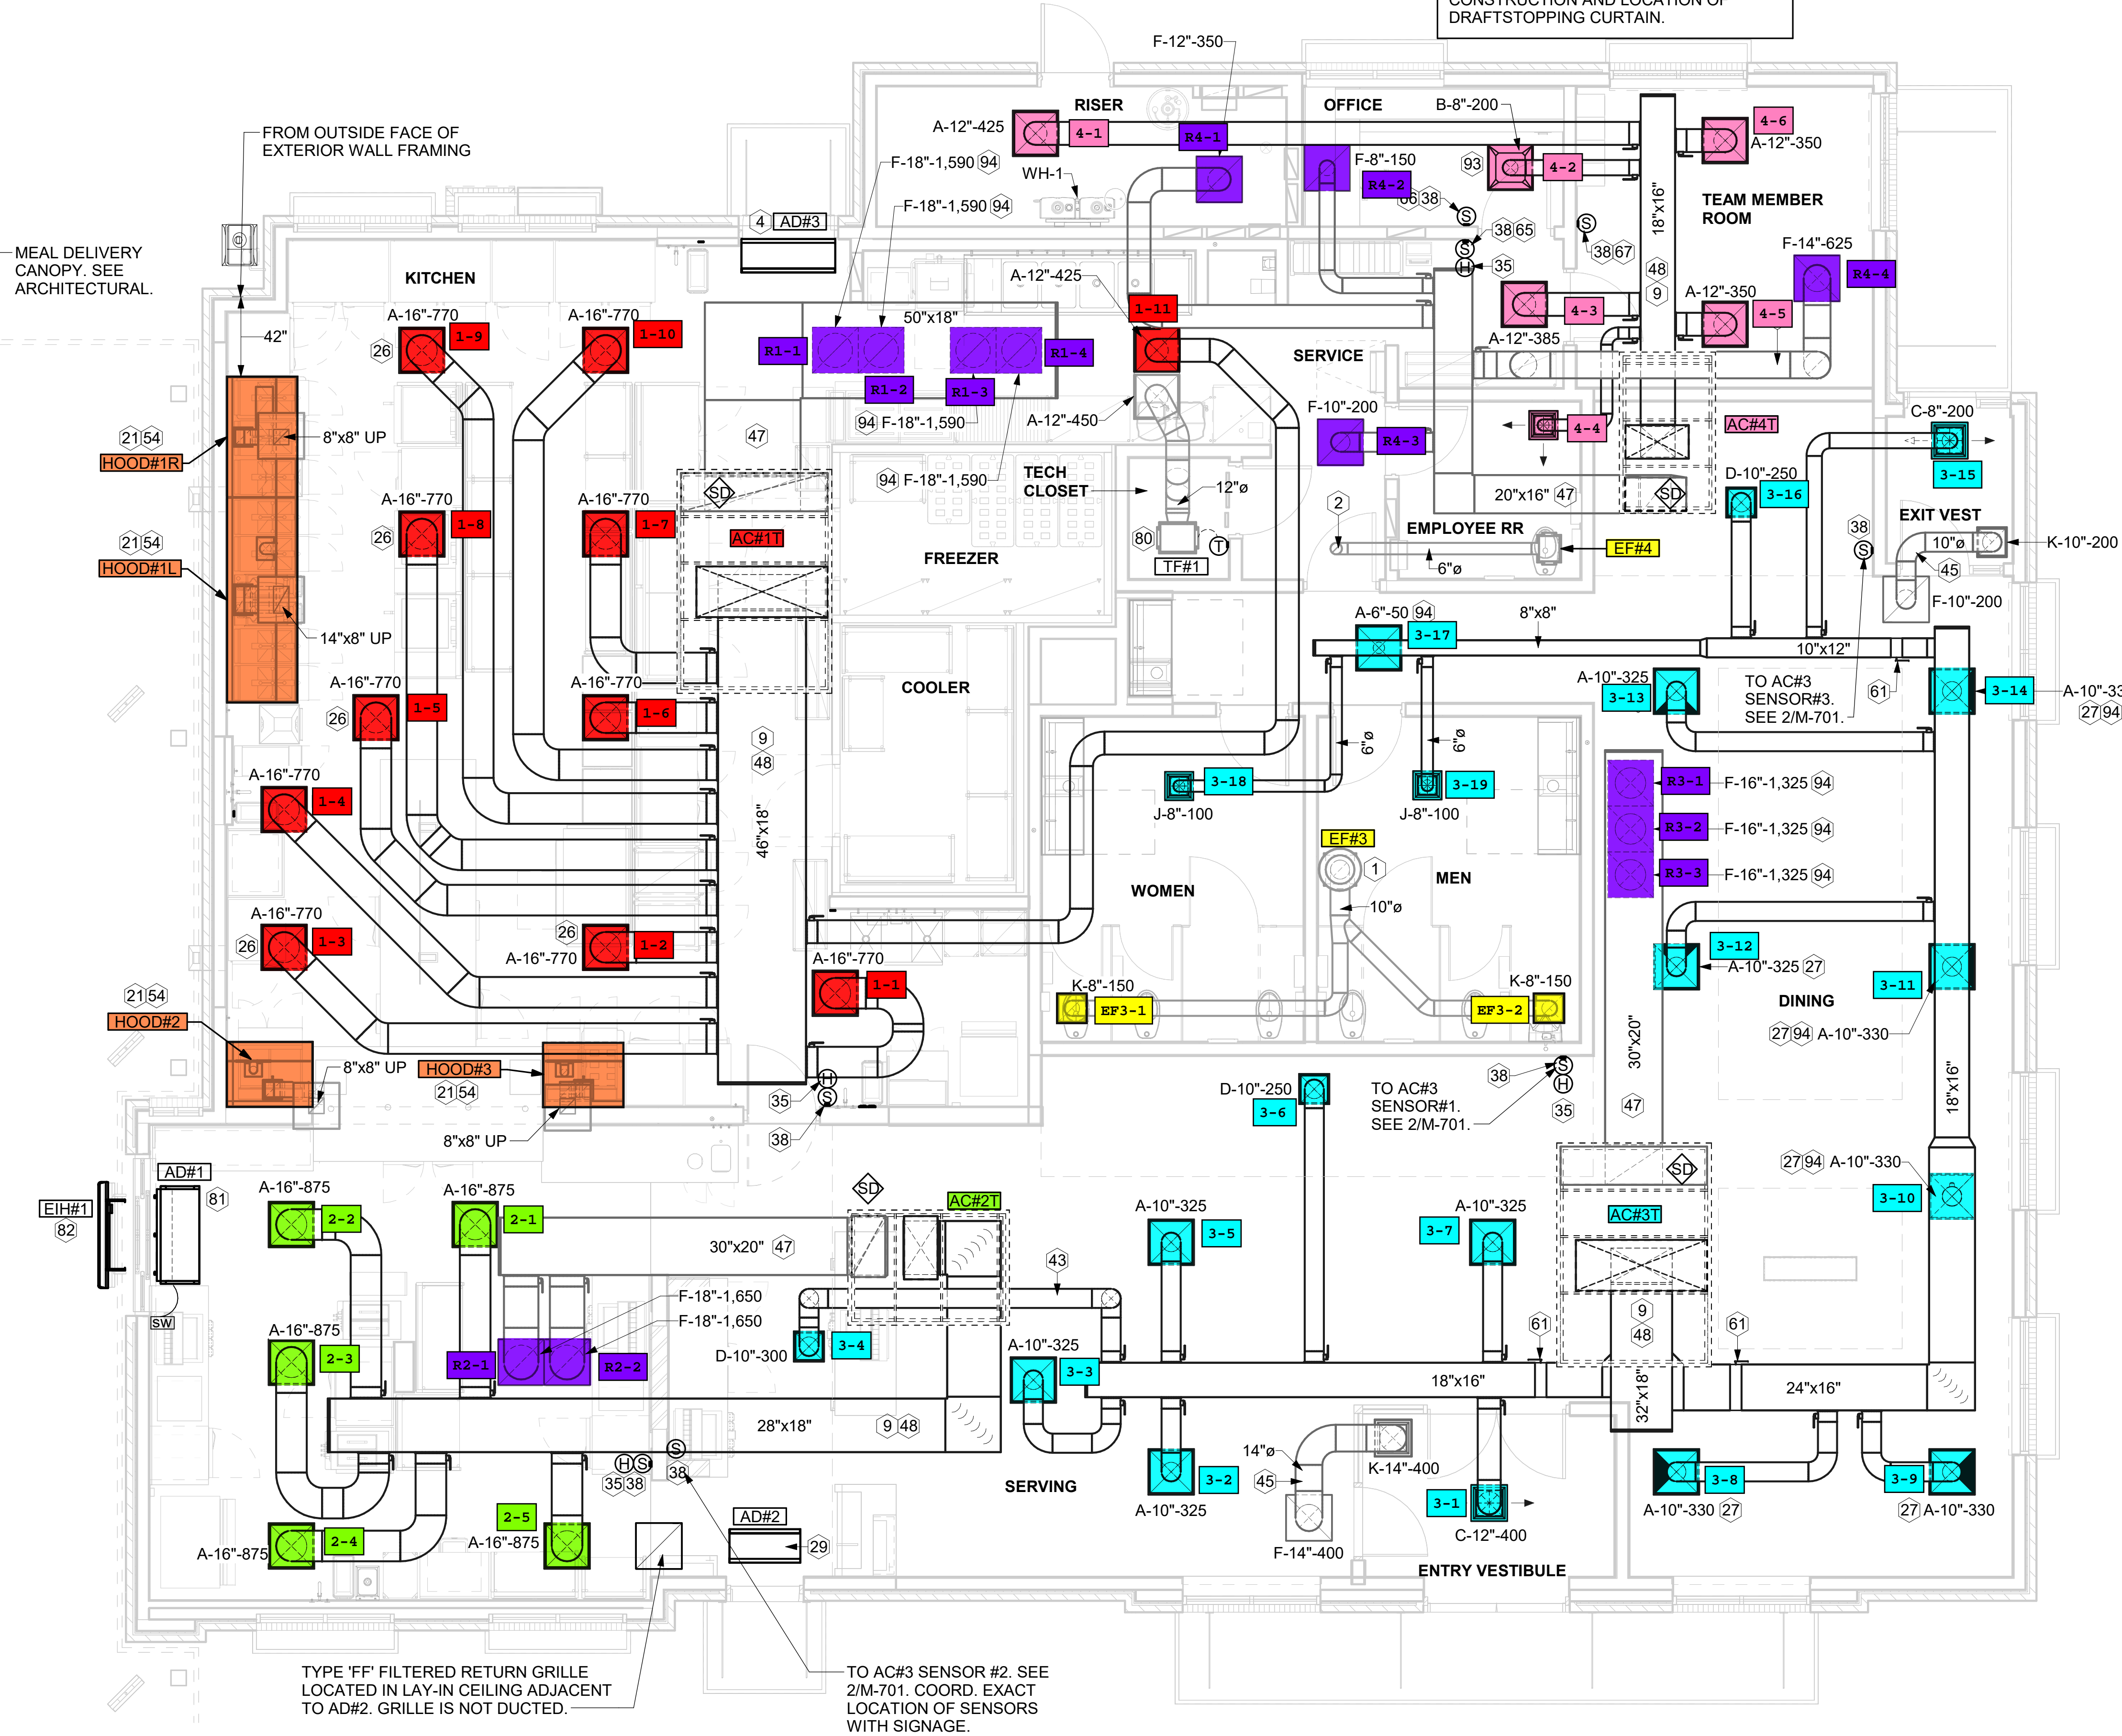 CONSTRUCTION AND LOCATION OF
DRAFTSTOPPING CURTAIN.
F-12"-350
RISER
OFFICE
B-8"-200
A-12"-425
4-1
R4-1
4-6
A-12"-350
FROM OUTSIDE FACE OF
EXTERIOR WALL FRAMING
F-18"-1,590 94
WH-1
F-8"-150
R4-2
93
4-2
38
S
F-18"-1,590 94
TEAM MEMBER
ROOM
18"x16"
4 AD#3
38 65
S
H
35
S
38 67
F-14"-625
R4-4
MEAL DELIVERY
CANOPY. SEE
ARCHITECTURAL.
KITCHEN
A-12"-425
1-11
48
9
A-12"-350
4-5
4-3
A-12"-385
42"
A-16"-770
1-9
26
A-16"-770
1-10
50"x18"
R1-1
R1-2
R1-3
R1-4
SERVICE
94 F-18"-1,590
A-12"-450
F-10"-200
R4-3
4-4
AC#4T
C-8"-200
3-15
21 54
HOOD#1R
8"x8" UP
47
94 F-18"-1,590
TECH
CLOSET
12"ø
20"x16" 47
SD
D-10"-250
3-16
A-16"-770
1-8
26
A-16"-770
1-7
SD
AC#1T
FREEZER
80
T
TF#1
2
EMPLOYEE RR
6"ø
EF#4
EXIT VEST
38
S
10"ø
K-10"-200
45
F-10"-200
21 54
HOOD#1L
14"x8" UP
A-6"-50 94
3-17
8"x8"
10"x12"
61
A-16"-770
1-5
26
A-16"-770
1-6
COOLER
A-10"-325
3-13
TO AC#3
SENSOR#3.
SEE 2/M-701.
3-14
A-10"-33
27 94
9
48
6"ø
6"ø
A-16"-770
1-4
3-18
J-8"-100
3-19
J-8"-100
R3-1
F-16"-1,325 94
R3-2
F-16"-1,325 94
R3-3
F-16"-1,325 94
46"x18"
EF#3
1
WOMEN
MEN
10"ø
A-16"-770
1-3
26
26
1-2
A-16"-770
A-16"-770
1-1
3-12
A-10"-325 27
3-11
DINING
27 94 A-10"-330
K-8"-150
EF3-1
K-8"-150
EF3-2
21 54
HOOD#2
8"x8" UP
HOOD#3
21 54
8"x8" UP
H
35
S
38
D-10"-250
3-6
TO AC#3
SENSOR#1.
SEE 2/M-701.
38
S
H
35
30"x20"
47
18"x16"
AD#1
81
EIH#1
82
SW
A-16"-875
2-2
A-16"-875
2-1
SD
AC#2T
30"x20" 47
43
A-10"-325
3-5
A-10"-325
3-7
SD
AC#3T
27 94 A-10"-330
3-10
F-18"-1,650
F-18"-1,650
R2-1
R2-2
A-16"-875
2-3
D-10"-300
3-4
A-10"-325
3-3
61
9
48
61
18"x16"
32"x18"
24"x16"
28"x18"
9 48
S
H S
35 38
38
SERVING
3-2
A-10"-325
14"ø
45
K-14"-400
F-14"-400
3-1
C-12"-400
3-8
A-10"-330 27
3-9
27 A-10"-330
2-4
A-16"-875
2-5
A-16"-875
AD#2
29
ENTRY VESTIBULE
TYPE 'FF' FILTERED RETURN GRILLE
LOCATED IN LAY-IN CEILING ADJACENT
TO AD#2. GRILLE IS NOT DUCTED.
TO AC#3 SENSOR #2. SEE
2/M-701. COORD. EXACT
LOCATION OF SENSORS
WITH SIGNAGE.